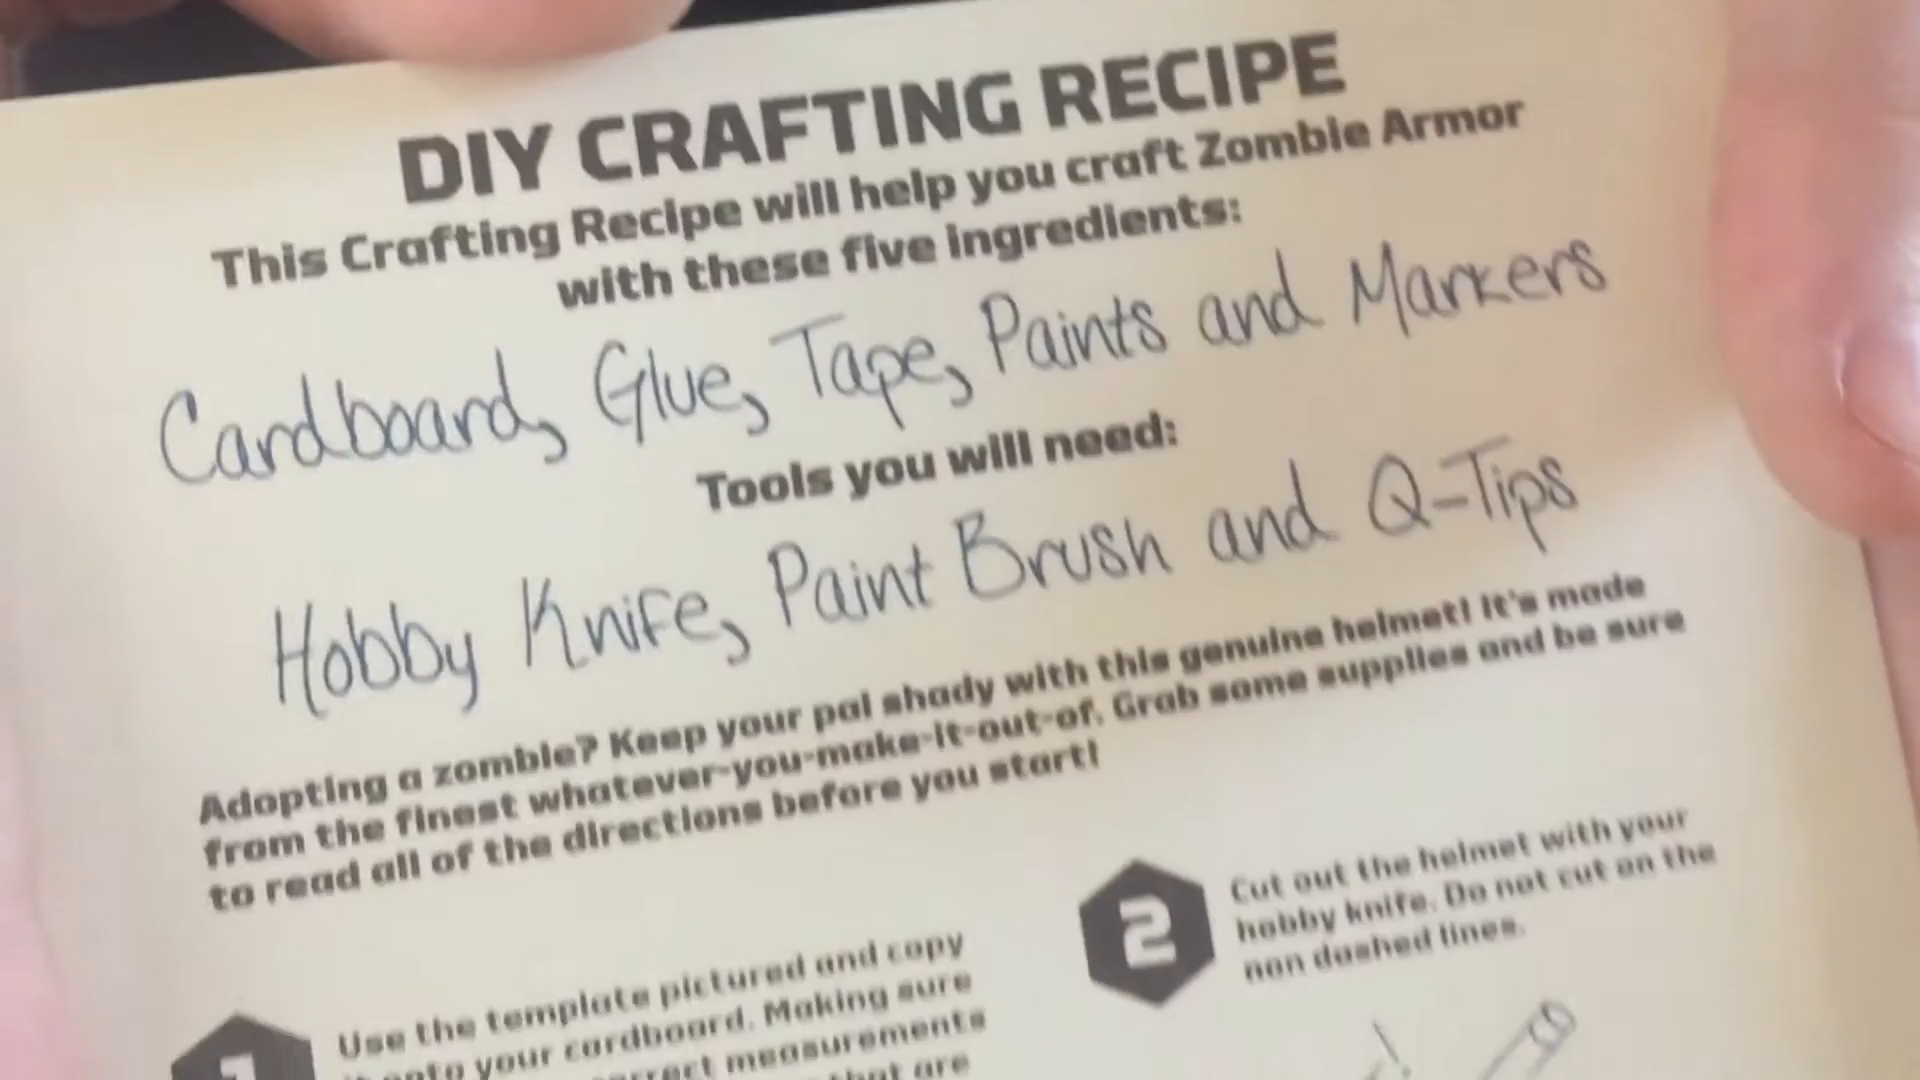 DIY CRAFTING RECIPE
This Crafting Recipe will help you craft Zombie Armor
with these five ingredients:
Cardboard, Glue, Tape, Paints and Markers
Tools you will need:
Hobby Knife, Paint Brush and Q-Tips
Adopting a zombie? Keep your pal shady with this genuine helmet! It's made
from the finest whatever-you-make-it-out-of. Grab some supplies and be sure
to read all of the directions before you start!
1
Use the template pictured and copy
onto your cardboard. Making sure
measurements
that are
2
Cut out the helmet with your
hobby knife. Do not cut on the
non dashed lines.